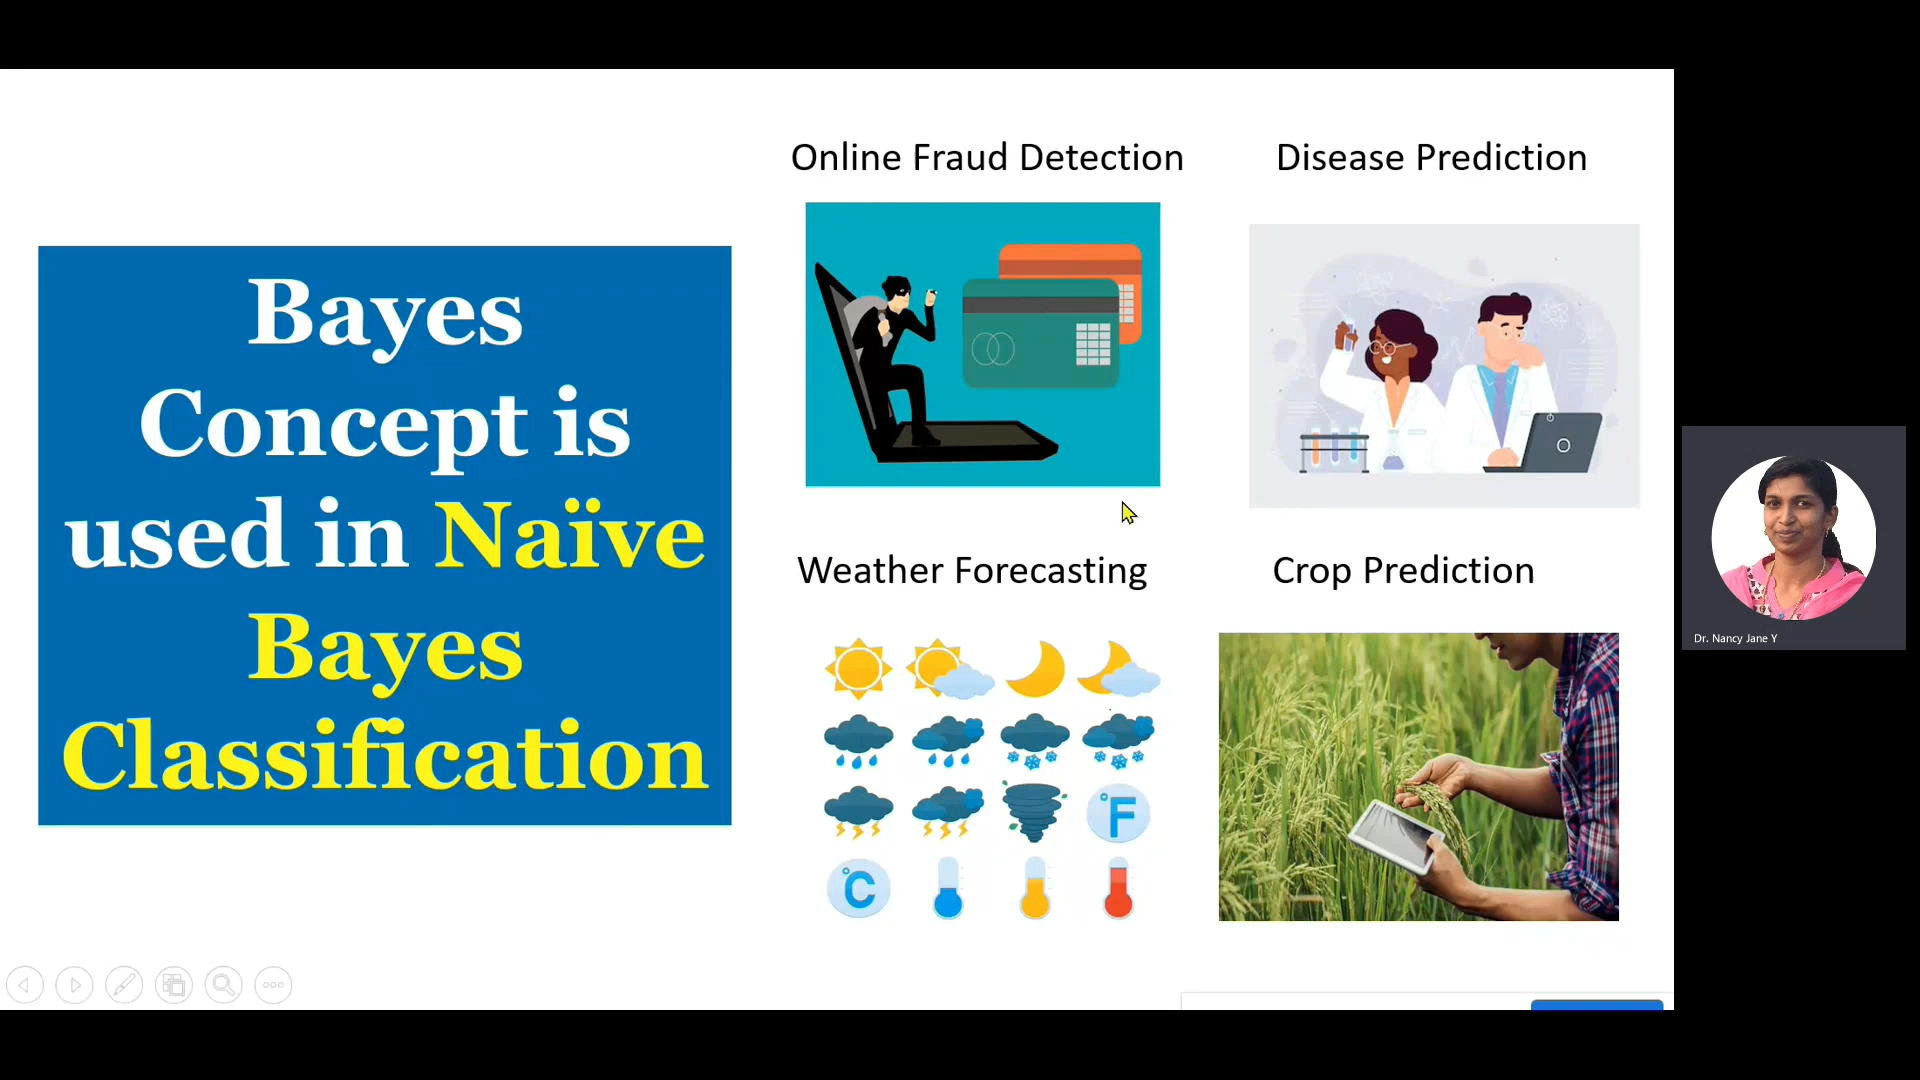 Bayes
Concept is
used in Naïve
Bayes
Classification
Online Fraud Detection
Disease Prediction
Weather Forecasting
Crop Prediction
°F
°C
Dr. Nancy Jane Y